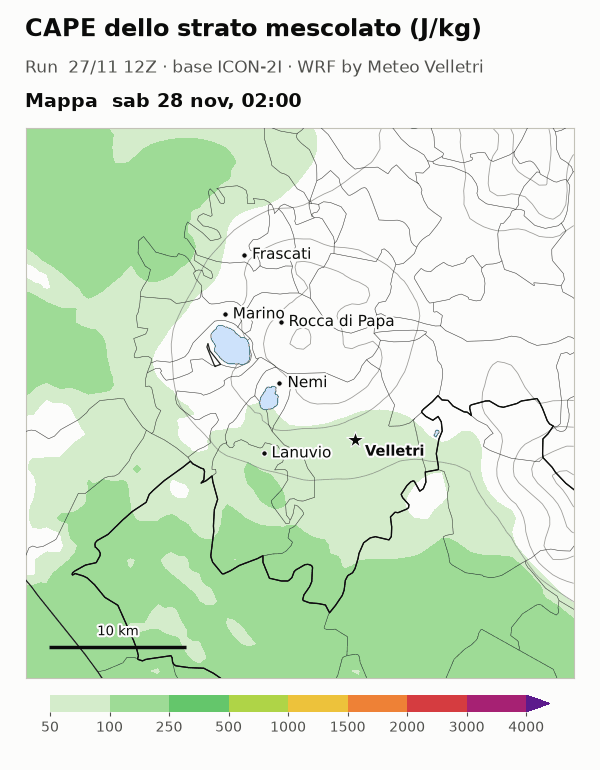 CAPE dello strato mescolato (J/kg)
Run  27/11 12Z · base ICON-2I · WRF by Meteo Velletri
Mappa  sab 28 nov, 02:00
Frascati
Marino
Rocca di Papa
Nemi
Velletri
Lanuvio
10 km
50 100 250 500 1000 1500 2000 3000 4000